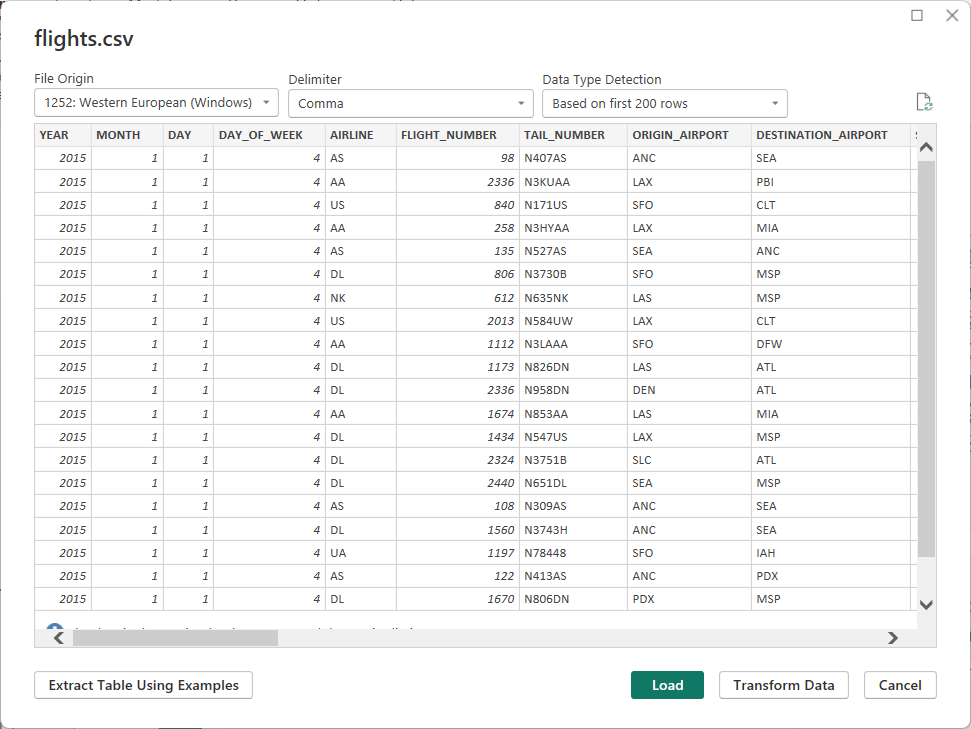 flights.csv
File Origin Delimiter Data Type Detection
1252: Western European (Windows) Comma Based on first 200 rows
YEAR MONTH DAY DAY_OF_WEEK AIRLINE FLIGHT_NUMBER TAIL_NUMBER ORIGIN_AIRPORT DESTINATION_AIRPORT
2015 1 1 4 AS 98 N407AS ANC SEA
2015 1 1 4 AA 2336 N3KUAA LAX PBI
2015 1 1 4 US 840 N171US SFO CLT
2015 1 1 4 AA 258 N3HYAA LAX MIA
2015 1 1 4 AS 135 N527AS SEA ANC
2015 1 1 4 DL 806 N3730B SFO MSP
2015 1 1 4 NK 612 N635NK LAS MSP
2015 1 1 4 US 2013 N584UW LAX CLT
2015 1 1 4 AA 1112 N3LAAA SFO DFW
2015 1 1 4 DL 1173 N826DN LAS ATL
2015 1 1 4 DL 2336 N958DN DEN ATL
2015 1 1 4 AA 1674 N853AA LAS MIA
2015 1 1 4 DL 1434 N547US LAX MSP
2015 1 1 4 DL 2324 N3751B SLC ATL
2015 1 1 4 DL 2440 N651DL SEA MSP
2015 1 1 4 AS 108 N309AS ANC SEA
2015 1 1 4 DL 1560 N3743H ANC SEA
2015 1 1 4 UA 1197 N78448 SFO IAH
2015 1 1 4 AS 122 N413AS ANC PDX
2015 1 1 4 DL 1670 N806DN PDX MSP
Extract Table Using Examples Load Transform Data Cancel